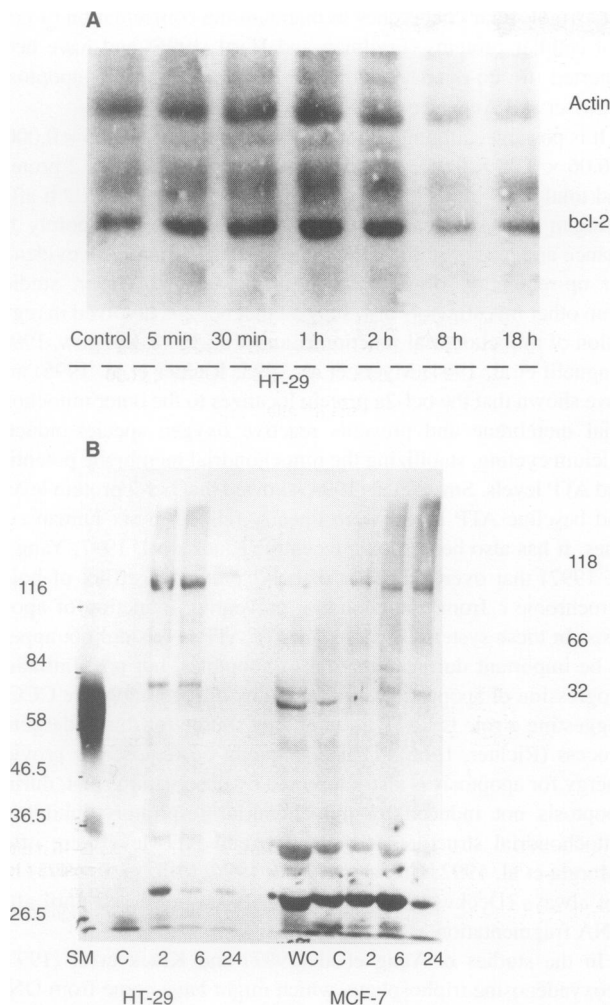 A
Actin
bcl-2
Control 5 min 30 min 1 h 2 h 8 h 18 h
HT-29
B
116
84
58
46.5
36.5
26.5
118
66
32
SM C 2 6 24 WC C 2 6 24
HT-29 MCF-7